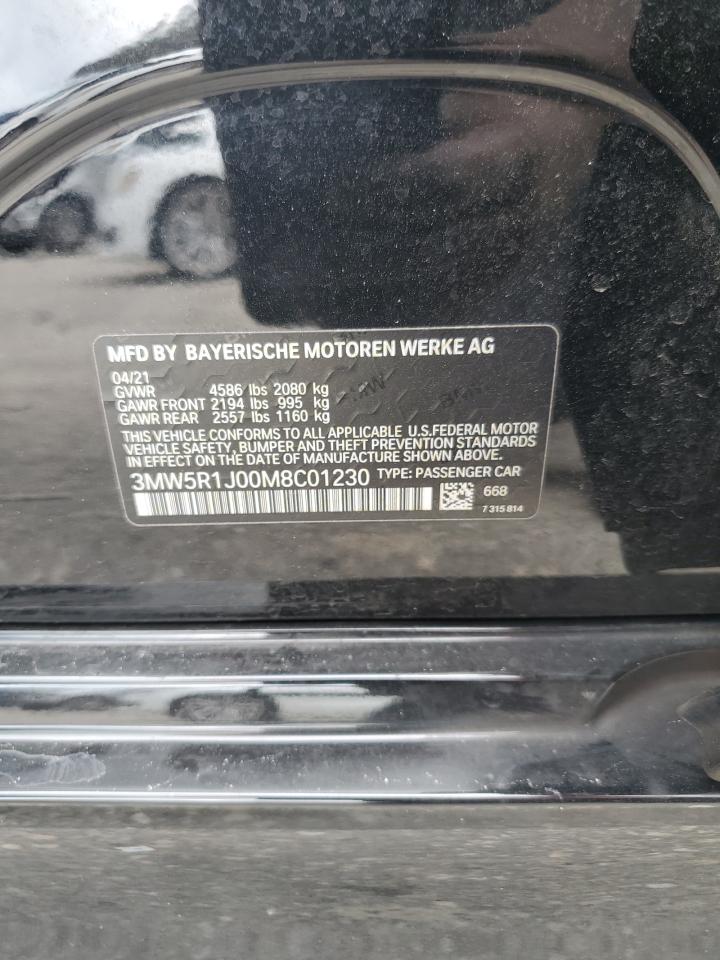 MFD BY BAYERISCHE MOTOREN WERKE AG
04/21
GVWR 4586 lbs 2080 kg
GAWR FRONT 2194 lbs 995 kg
GAWR REAR 2557 lbs 1160 kg
THIS VEHICLE CONFORMS TO ALL APPLICABLE U.S.FEDERAL MOTOR
VEHICLE SAFETY, BUMPER AND THEFT PREVENTION STANDARDS
IN EFFECT ON THE DATE OF MANUFACTURE SHOWN ABOVE.
3MW5R1J00M8C01230 TYPE: PASSENGER CAR
668
7 315 814